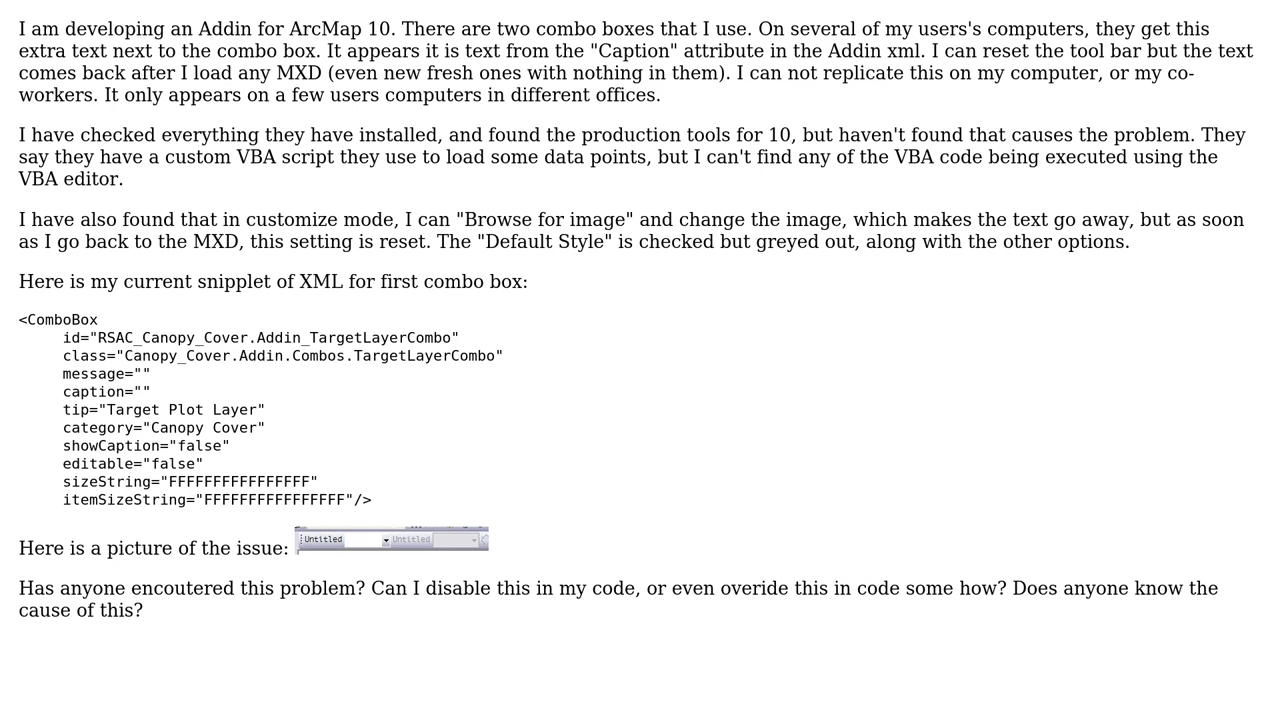 I am developing an Addin for ArcMap 10. There are two combo boxes that I use. On several of my users's computers, they get this
extra text next to the combo box. It appears it is text from the "Caption" attribute in the Addin xml. I can reset the tool bar but the text
comes back after I load any MXD (even new fresh ones with nothing in them). I can not replicate this on my computer, or my co-
workers. It only appears on a few users computers in different offices.
I have checked everything they have installed, and found the production tools for 10, but haven't found that causes the problem. They
say they have a custom VBA script they use to load some data points, but I can't find any of the VBA code being executed using the
VBA editor.
I have also found that in customize mode, I can "Browse for image" and change the image, which makes the text go away, but as soon
as I go back to the MXD, this setting is reset. The "Default Style" is checked but greyed out, along with the other options.
Here is my current snipplet of XML for first combo box:
<ComboBox
     id="RSAC_Canopy_Cover.Addin_TargetLayerCombo"
     class="Canopy_Cover.Addin.Combos.TargetLayerCombo"
     message=""
     caption=""
     tip="Target Plot Layer"
     category="Canopy Cover"
     showCaption="false"
     editable="false"
     sizeString="FFFFFFFFFFFFFFF"
     itemSizeString="FFFFFFFFFFFFFFFF"/>
Here is a picture of the issue: Untitled Untitled
Has anyone encoutered this problem? Can I disable this in my code, or even overide this in code some how? Does anyone know the
cause of this?